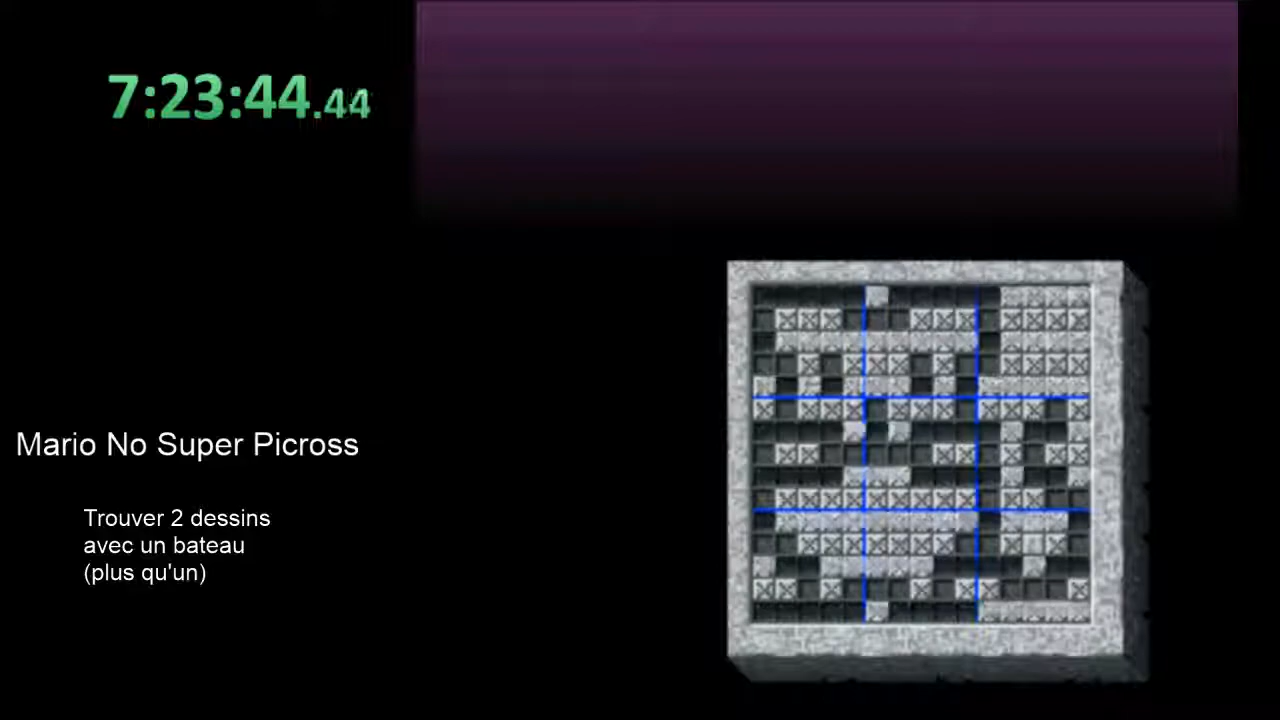 7:23:44.44
Mario No Super Picross
Trouver 2 dessins
avec un bateau
(plus qu'un)